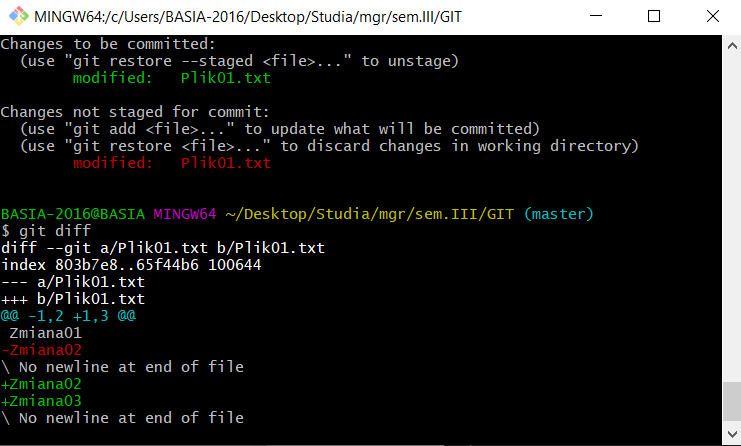 MINGW64:/c/Users/BASIA-2016/Desktop/Studia/mgr/sem.III/GIT
Changes to be committed:
  (use "git restore --staged <file>..." to unstage)
        modified:   Plik01.txt

Changes not staged for commit:
  (use "git add <file>..." to update what will be committed)
  (use "git restore <file>..." to discard changes in working directory)
        modified:   Plik01.txt


BASIA-2016@BASIA MINGW64 ~/Desktop/Studia/mgr/sem.III/GIT (master)
$ git diff
diff --git a/Plik01.txt b/Plik01.txt
index 803b7e8..65f44b6 100644
--- a/Plik01.txt
+++ b/Plik01.txt
@@ -1,2 +1,3 @@
 Zmiana01
-Zmiana02
\ No newline at end of file
+Zmiana02
+Zmiana03
\ No newline at end of file